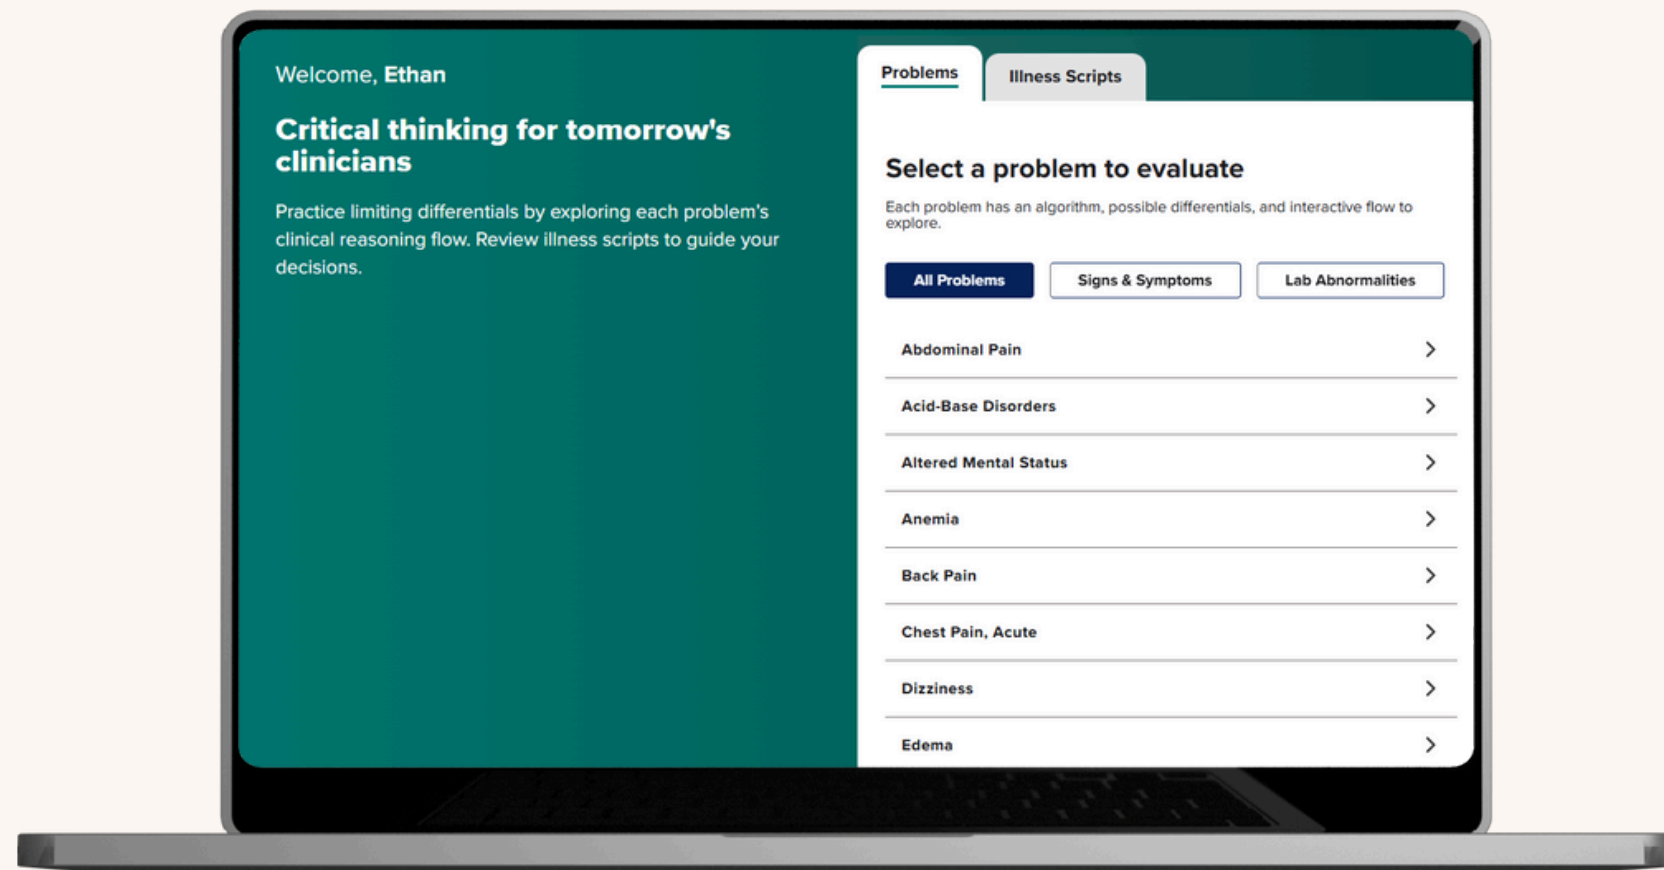 Welcome, Ethan
Critical thinking for tomorrow's
clinicians
Practice limiting differentials by exploring each problem's
clinical reasoning flow. Review illness scripts to guide your
decisions.
Problems
Illness Scripts
Select a problem to evaluate
Each problem has an algorithm, possible differentials, and interactive flow to
explore.
All Problems
Signs & Symptoms
Lab Abnormalities
Abdominal Pain
Acid-Base Disorders
Altered Mental Status
Anemia
Back Pain
Chest Pain, Acute
Dizziness
Edema